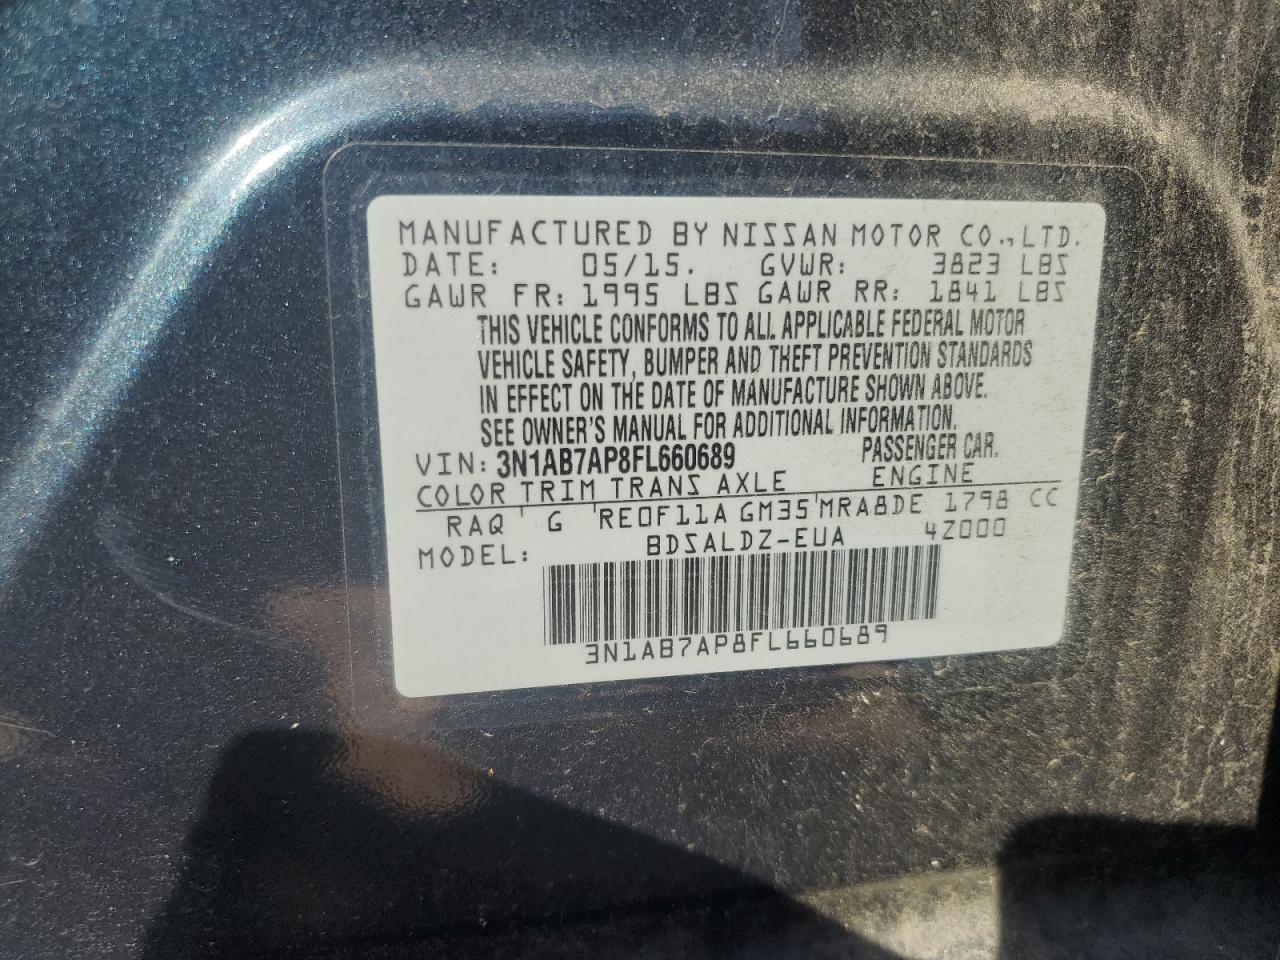 MANUFACTURED BY NISSAN MOTOR CO.,LTD.
DATE: 05/15. GVWR: 3823 LBS
GAWR FR: 1995 LBS GAWR RR: 1841 LBS
THIS VEHICLE CONFORMS TO ALL APPLICABLE FEDERAL MOTOR
VEHICLE SAFETY, BUMPER AND THEFT PREVENTION STANDARDS
IN EFFECT ON THE DATE OF MANUFACTURE SHOWN ABOVE.
SEE OWNER'S MANUAL FOR ADDITIONAL INFORMATION.
VIN: 3N1AB7AP8FL660689 PASSENGER CAR.
COLOR TRIM TRANS AXLE ENGINE
RAQ G RE0F11A GM35 MRA8DE 1798 CC
MODEL: BDSALDZ-EUA 4Z000
3N1AB7AP8FL660689